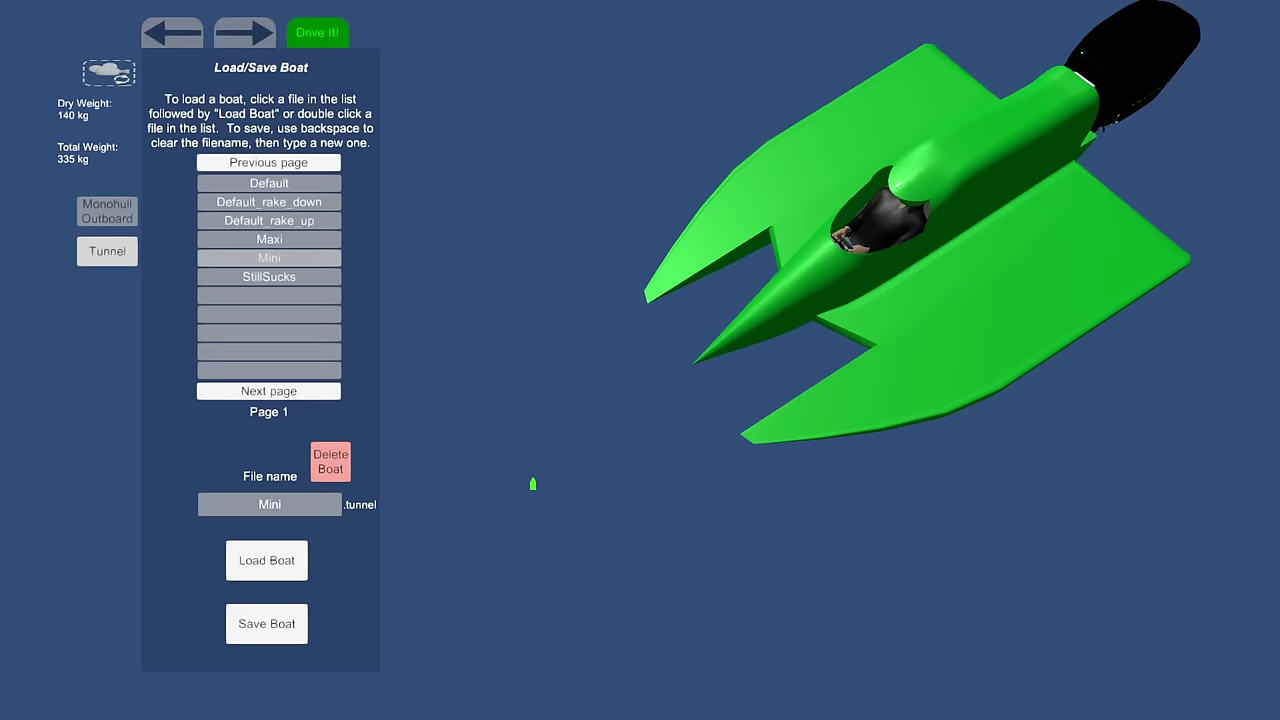 Drive It!
Load/Save Boat
Dry Weight:
140 kg
Total Weight:
335 kg
Monohull
Outboard
Tunnel
To load a boat, click a file in the list
followed by "Load Boat" or double click a
file in the list.  To save, use backspace to
clear the filename, then type a new one.
Previous page
Default
Default_rake_down
Default_rake_up
Maxi
Mini
StillSucks
Next page
Page 1
Delete
Boat
File name
Mini .tunnel
Load Boat
Save Boat